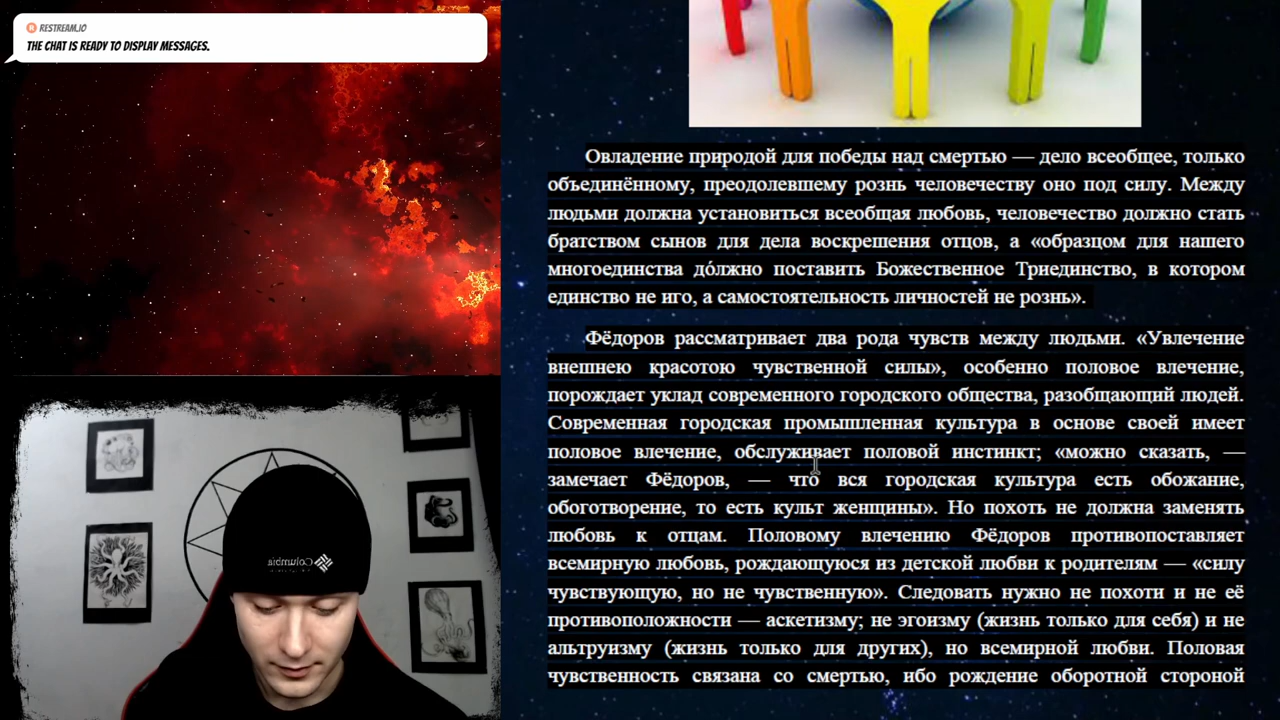 RESTREAM.IO
THE CHAT IS READY TO DISPLAY MESSAGES.
Овладение природой для победы над смертью — дело всеобщее, только
объединённому, преодолевшему рознь человечеству оно под силу. Между
людьми должна установиться всеобщая любовь, человечество должно стать
братством сынов для дела воскрешения отцов, а «образцом для нашего
многоединства до́лжно поставить Божественное Триединство, в котором
единство не иго, а самостоятельность личностей не рознь».
Фёдоров рассматривает два рода чувств между людьми. «Увлечение
внешнею красотою чувственной силы», особенно половое влечение,
порождает уклад современного городского общества, разобщающий людей.
Современная городская промышленная культура в основе своей имеет
половое влечение, обслуживает половой инстинкт; «можно сказать, —
замечает Фёдоров, — что вся городская культура есть обожание,
обоготворение, то есть культ женщины». Но похоть не должна заменять
любовь к отцам. Половому влечению Фёдоров противопоставляет
всемирную любовь, рождающуюся из детской любви к родителям — «силу
чувствующую, но не чувственную». Следовать нужно не похоти и не её
противоположности — аскетизму; не эгоизму (жизнь только для себя) и не
альтруизму (жизнь только для других), но всемирной любви. Половая
чувственность связана со смертью, ибо рождение оборотной стороной
Columbia